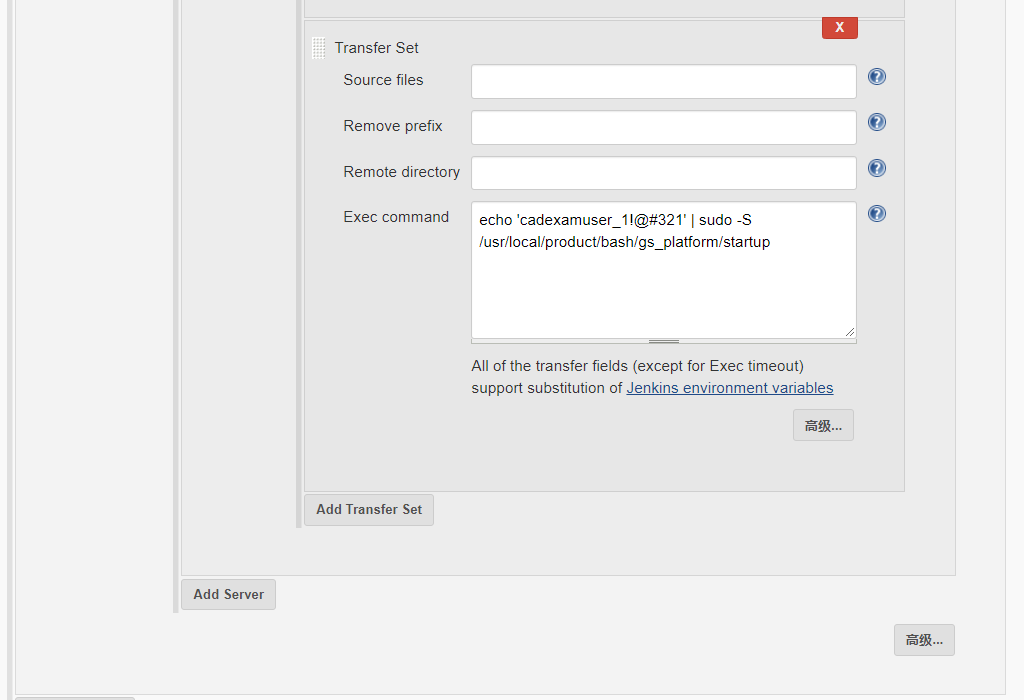 X
Transfer Set
Source files
Remove prefix
Remote directory
Exec command
echo 'cadexamuser_1!@#321' | sudo -S
/usr/local/product/bash/gs_platform/startup
All of the transfer fields (except for Exec timeout)
support substitution of Jenkins environment variables
高级...
Add Transfer Set
Add Server
高级...